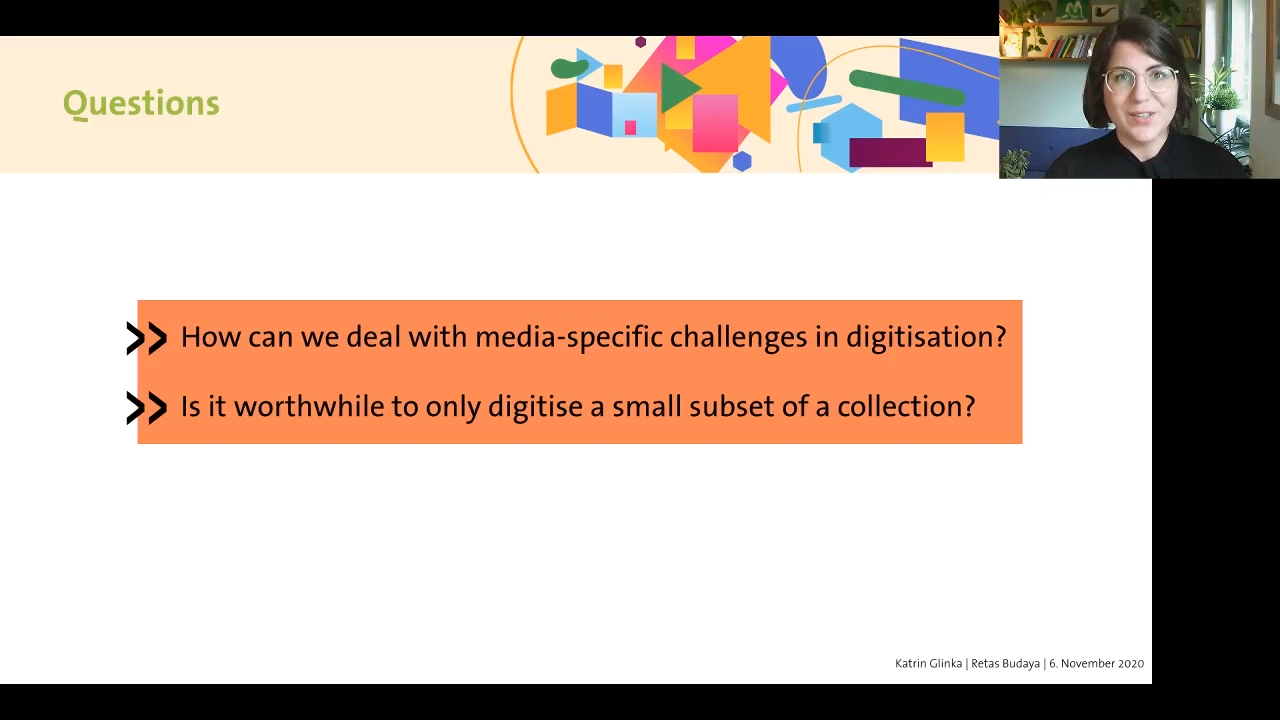 Questions
>> How can we deal with media-specific challenges in digitisation?
>> Is it worthwhile to only digitise a small subset of a collection?
Katrin Glinka | Retas Budaya | 6. November 2020